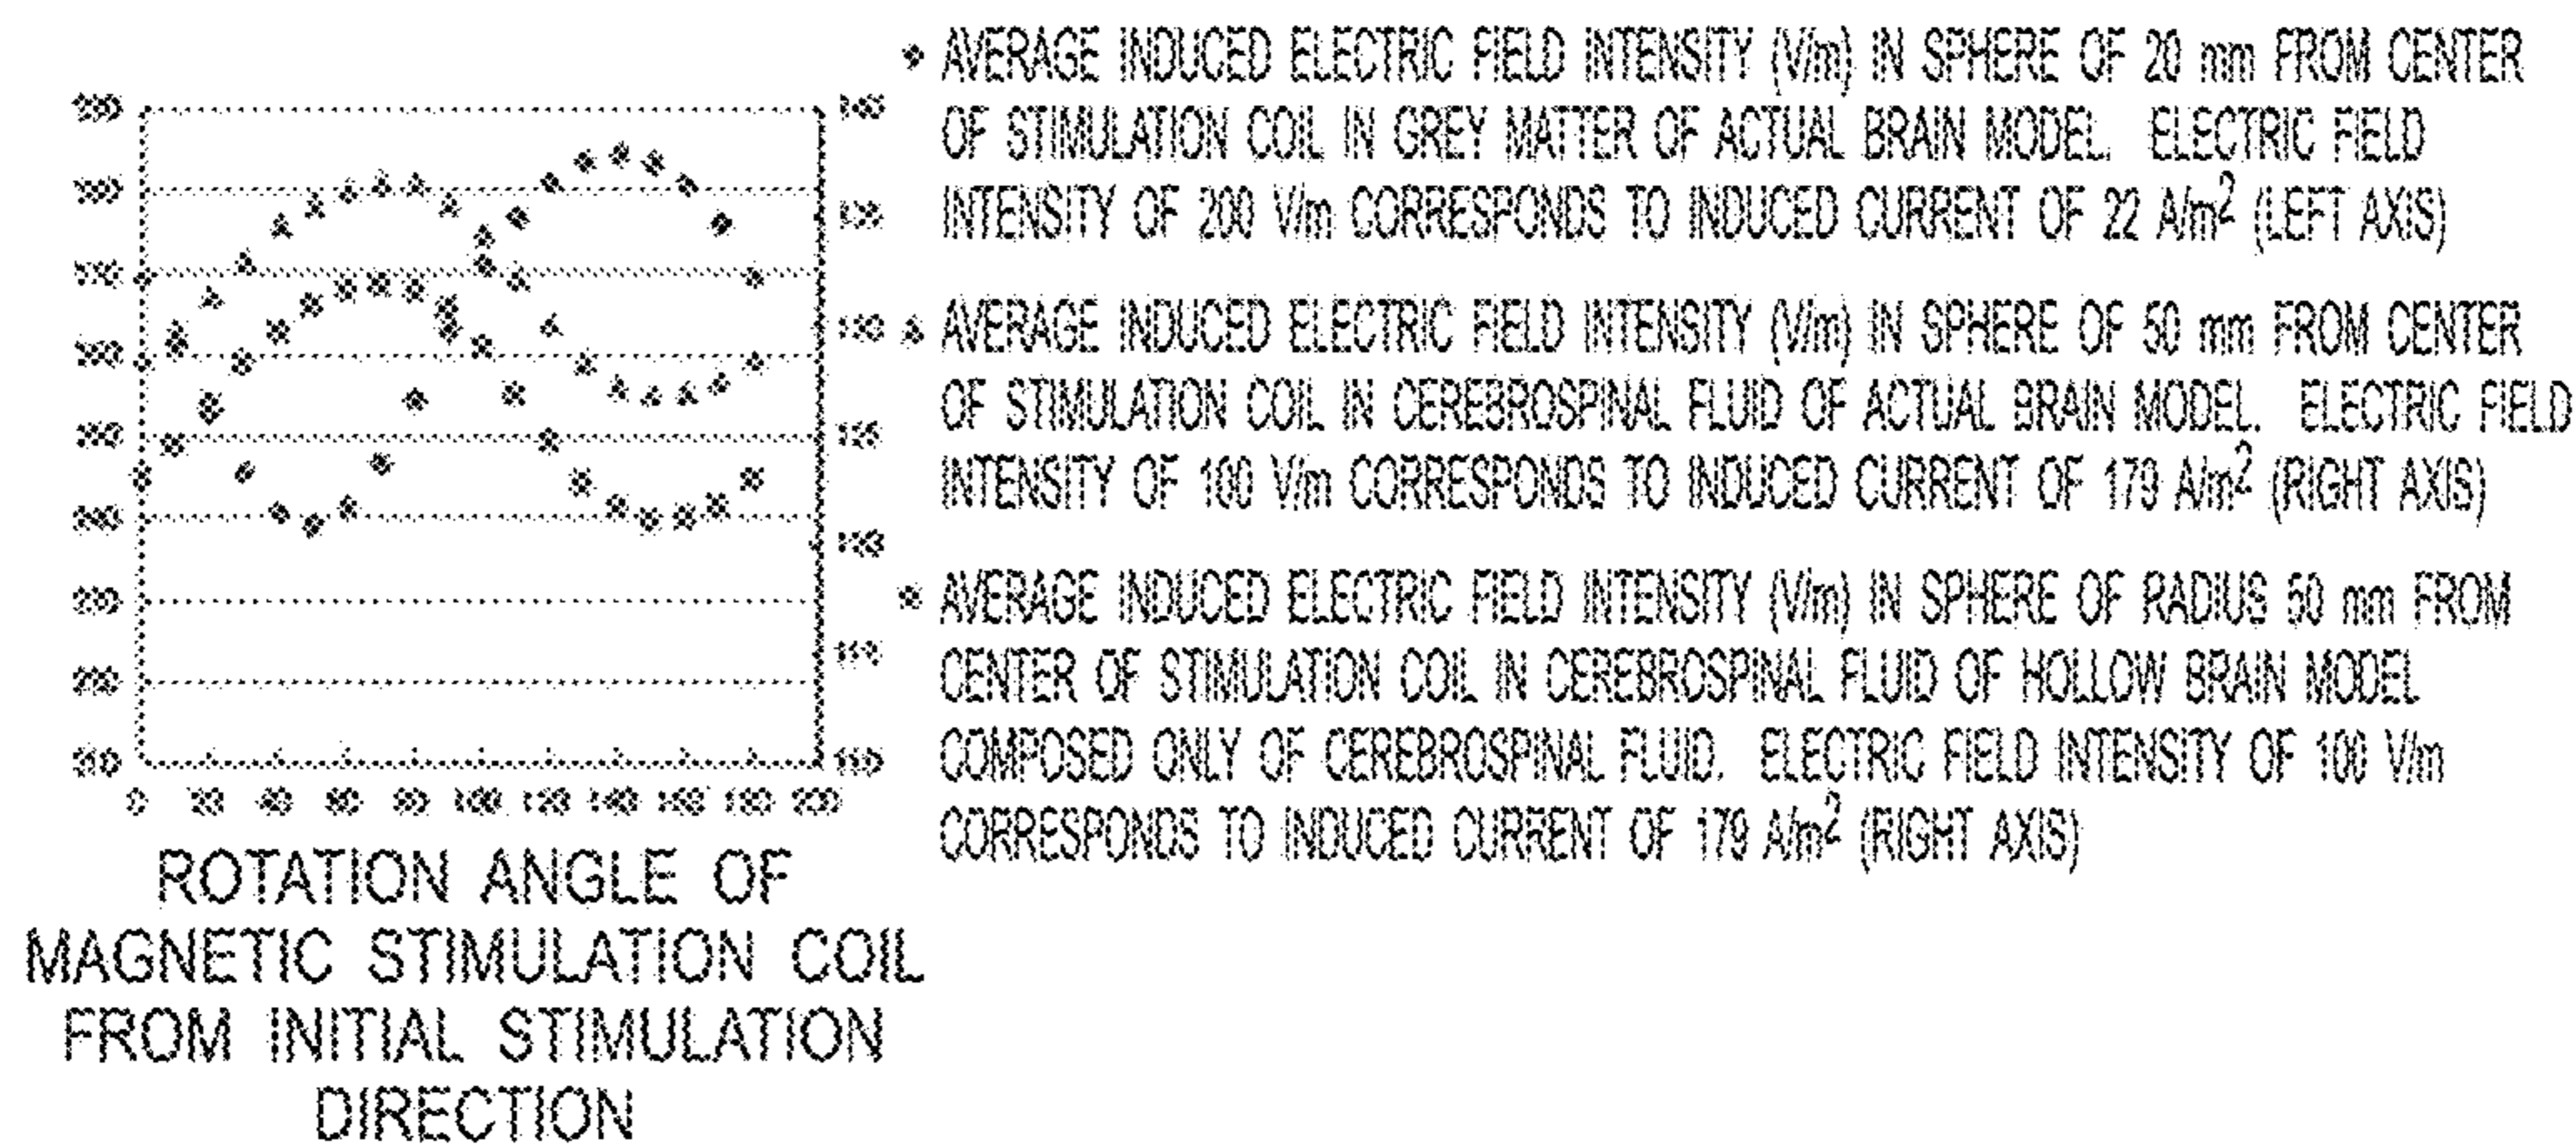 AVERAGE INDUCED ELECTRIC FIELD INTENSITY (V/m) IN SPHERE OF 20 mm FROM CENTER
OF STIMULATION COIL IN GREY MATTER OF ACTUAL BRAIN MODEL. ELECTRIC FIELD
INTENSITY OF 200 V/m CORRESPONDS TO INDUCED CURRENT OF 22 A/m² (LEFT AXIS)
AVERAGE INDUCED ELECTRIC FIELD INTENSITY (V/m) IN SPHERE OF 50 mm FROM CENTER
OF STIMULATION COIL IN CEREBROSPINAL FLUID OF ACTUAL BRAIN MODEL. ELECTRIC FIELD
INTENSITY OF 100 V/m CORRESPONDS TO INDUCED CURRENT OF 179 A/m² (RIGHT AXIS)
AVERAGE INDUCED ELECTRIC FIELD INTENSITY (V/m) IN SPHERE OF RADIUS 50 mm FROM
CENTER OF STIMULATION COIL IN CEREBROSPINAL FLUID OF HOLLOW BRAIN MODEL
COMPOSED ONLY OF CEREBROSPINAL FLUID. ELECTRIC FIELD INTENSITY OF 100 V/m
CORRESPONDS TO INDUCED CURRENT OF 179 A/m² (RIGHT AXIS)
0 20 40 60 80 100 120 140 160 180 200
ROTATION ANGLE OF
MAGNETIC STIMULATION COIL
FROM INITIAL STIMULATION
DIRECTION